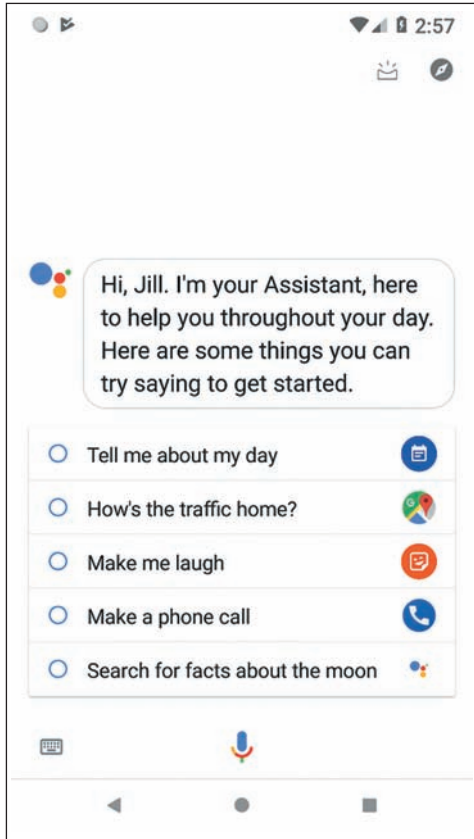 2:57
Hi, Jill. I'm your Assistant, here
to help you throughout your day.
Here are some things you can
try saying to get started.
Tell me about my day
How's the traffic home?
Make me laugh
Make a phone call
Search for facts about the moon